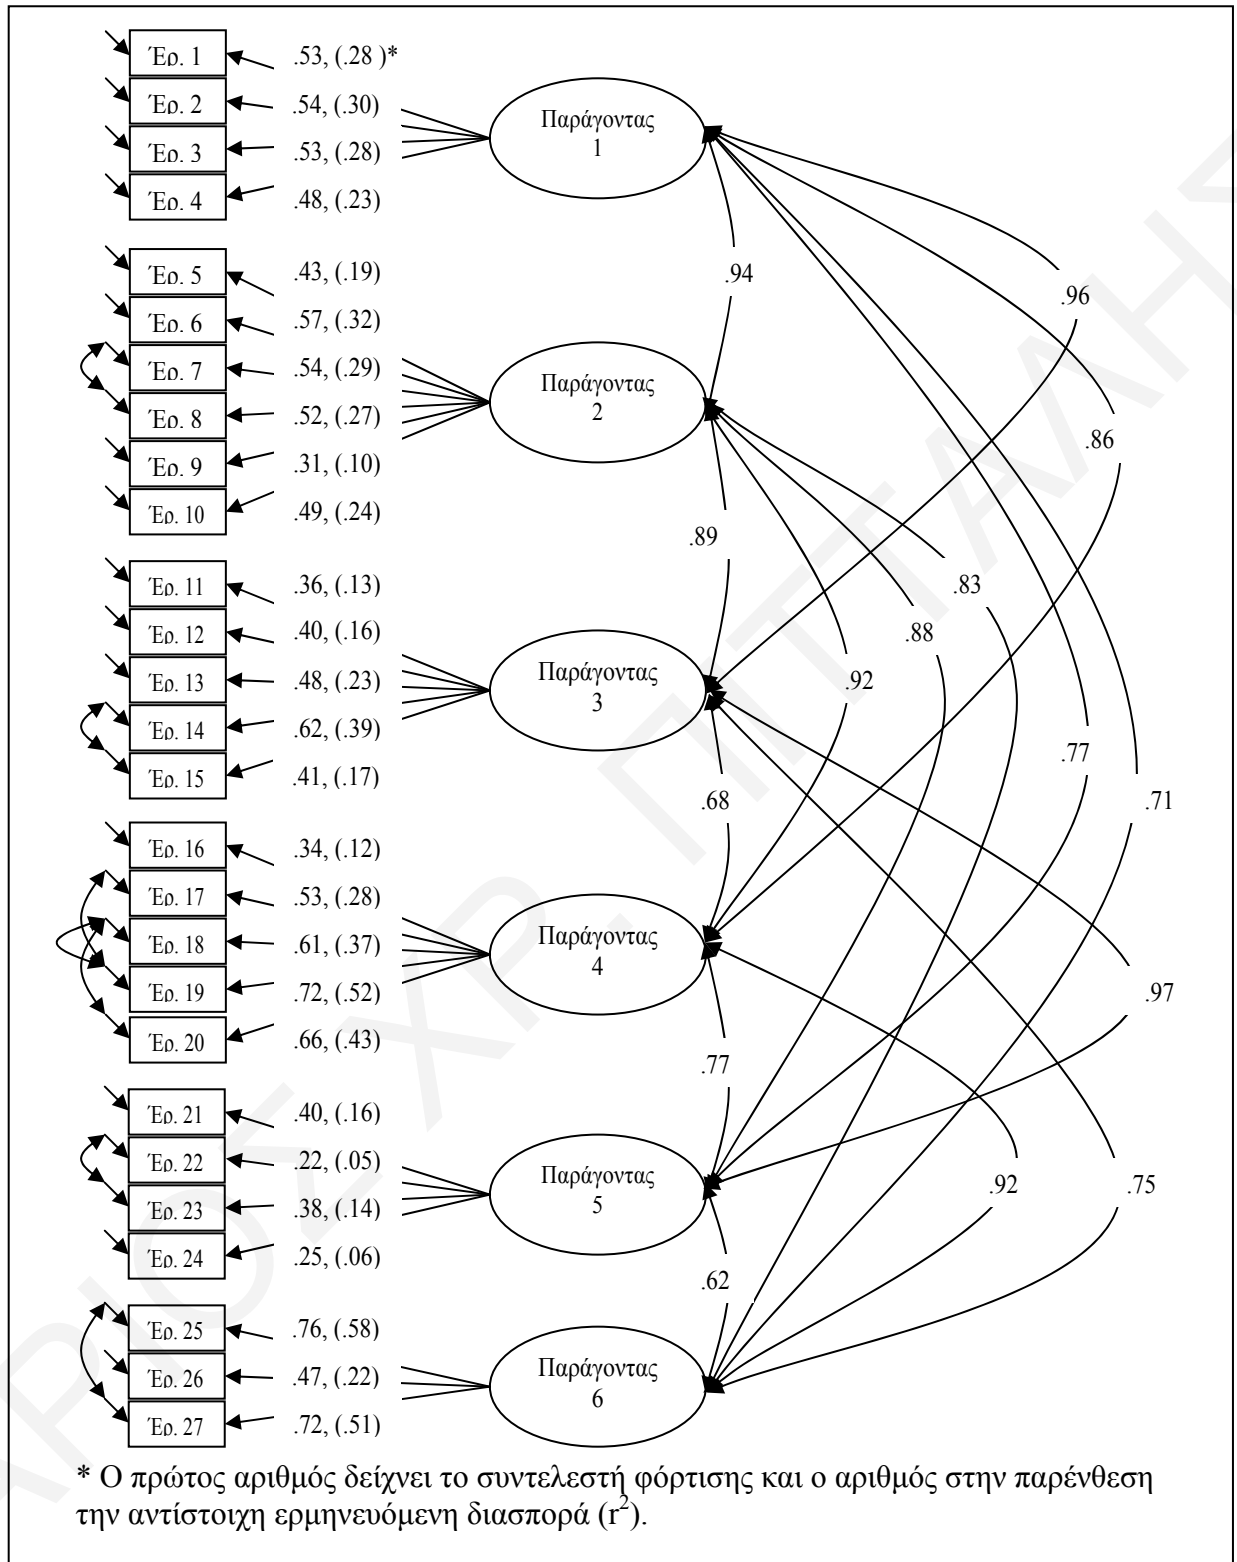 Έρ. 1 .53, (.28 )*
Έρ. 2 .54, (.30)
Έρ. 3 .53, (.28)
Έρ. 4 .48, (.23)
Παράγοντας
1
Έρ. 5 .43, (.19)
Έρ. 6 .57, (.32)
Έρ. 7 .54, (.29)
Έρ. 8 .52, (.27)
Έρ. 9 .31, (.10)
Έρ. 10 .49, (.24)
Παράγοντας
2
Έρ. 11 .36, (.13)
Έρ. 12 .40, (.16)
Έρ. 13 .48, (.23)
Έρ. 14 .62, (.39)
Έρ. 15 .41, (.17)
Παράγοντας
3
Έρ. 16 .34, (.12)
Έρ. 17 .53, (.28)
Έρ. 18 .61, (.37)
Έρ. 19 .72, (.52)
Έρ. 20 .66, (.43)
Παράγοντας
4
Έρ. 21 .40, (.16)
Έρ. 22 .22, (.05)
Έρ. 23 .38, (.14)
Έρ. 24 .25, (.06)
Παράγοντας
5
Έρ. 25 .76, (.58)
Έρ. 26 .47, (.22)
Έρ. 27 .72, (.51)
Παράγοντας
6
.94
.96
.86
.89
.83
.88
.92
.77
.68
.71
.97
.77
.92
.75
.62
* Ο πρώτος αριθμός δείχνει το συντελεστή φόρτισης και ο αριθμός στην παρένθεση
την αντίστοιχη ερμηνευόμενη διασπορά (r²).
ΑΡΙΟΣ ΧΡ. ΠΙΤΤΑΛΗΣ